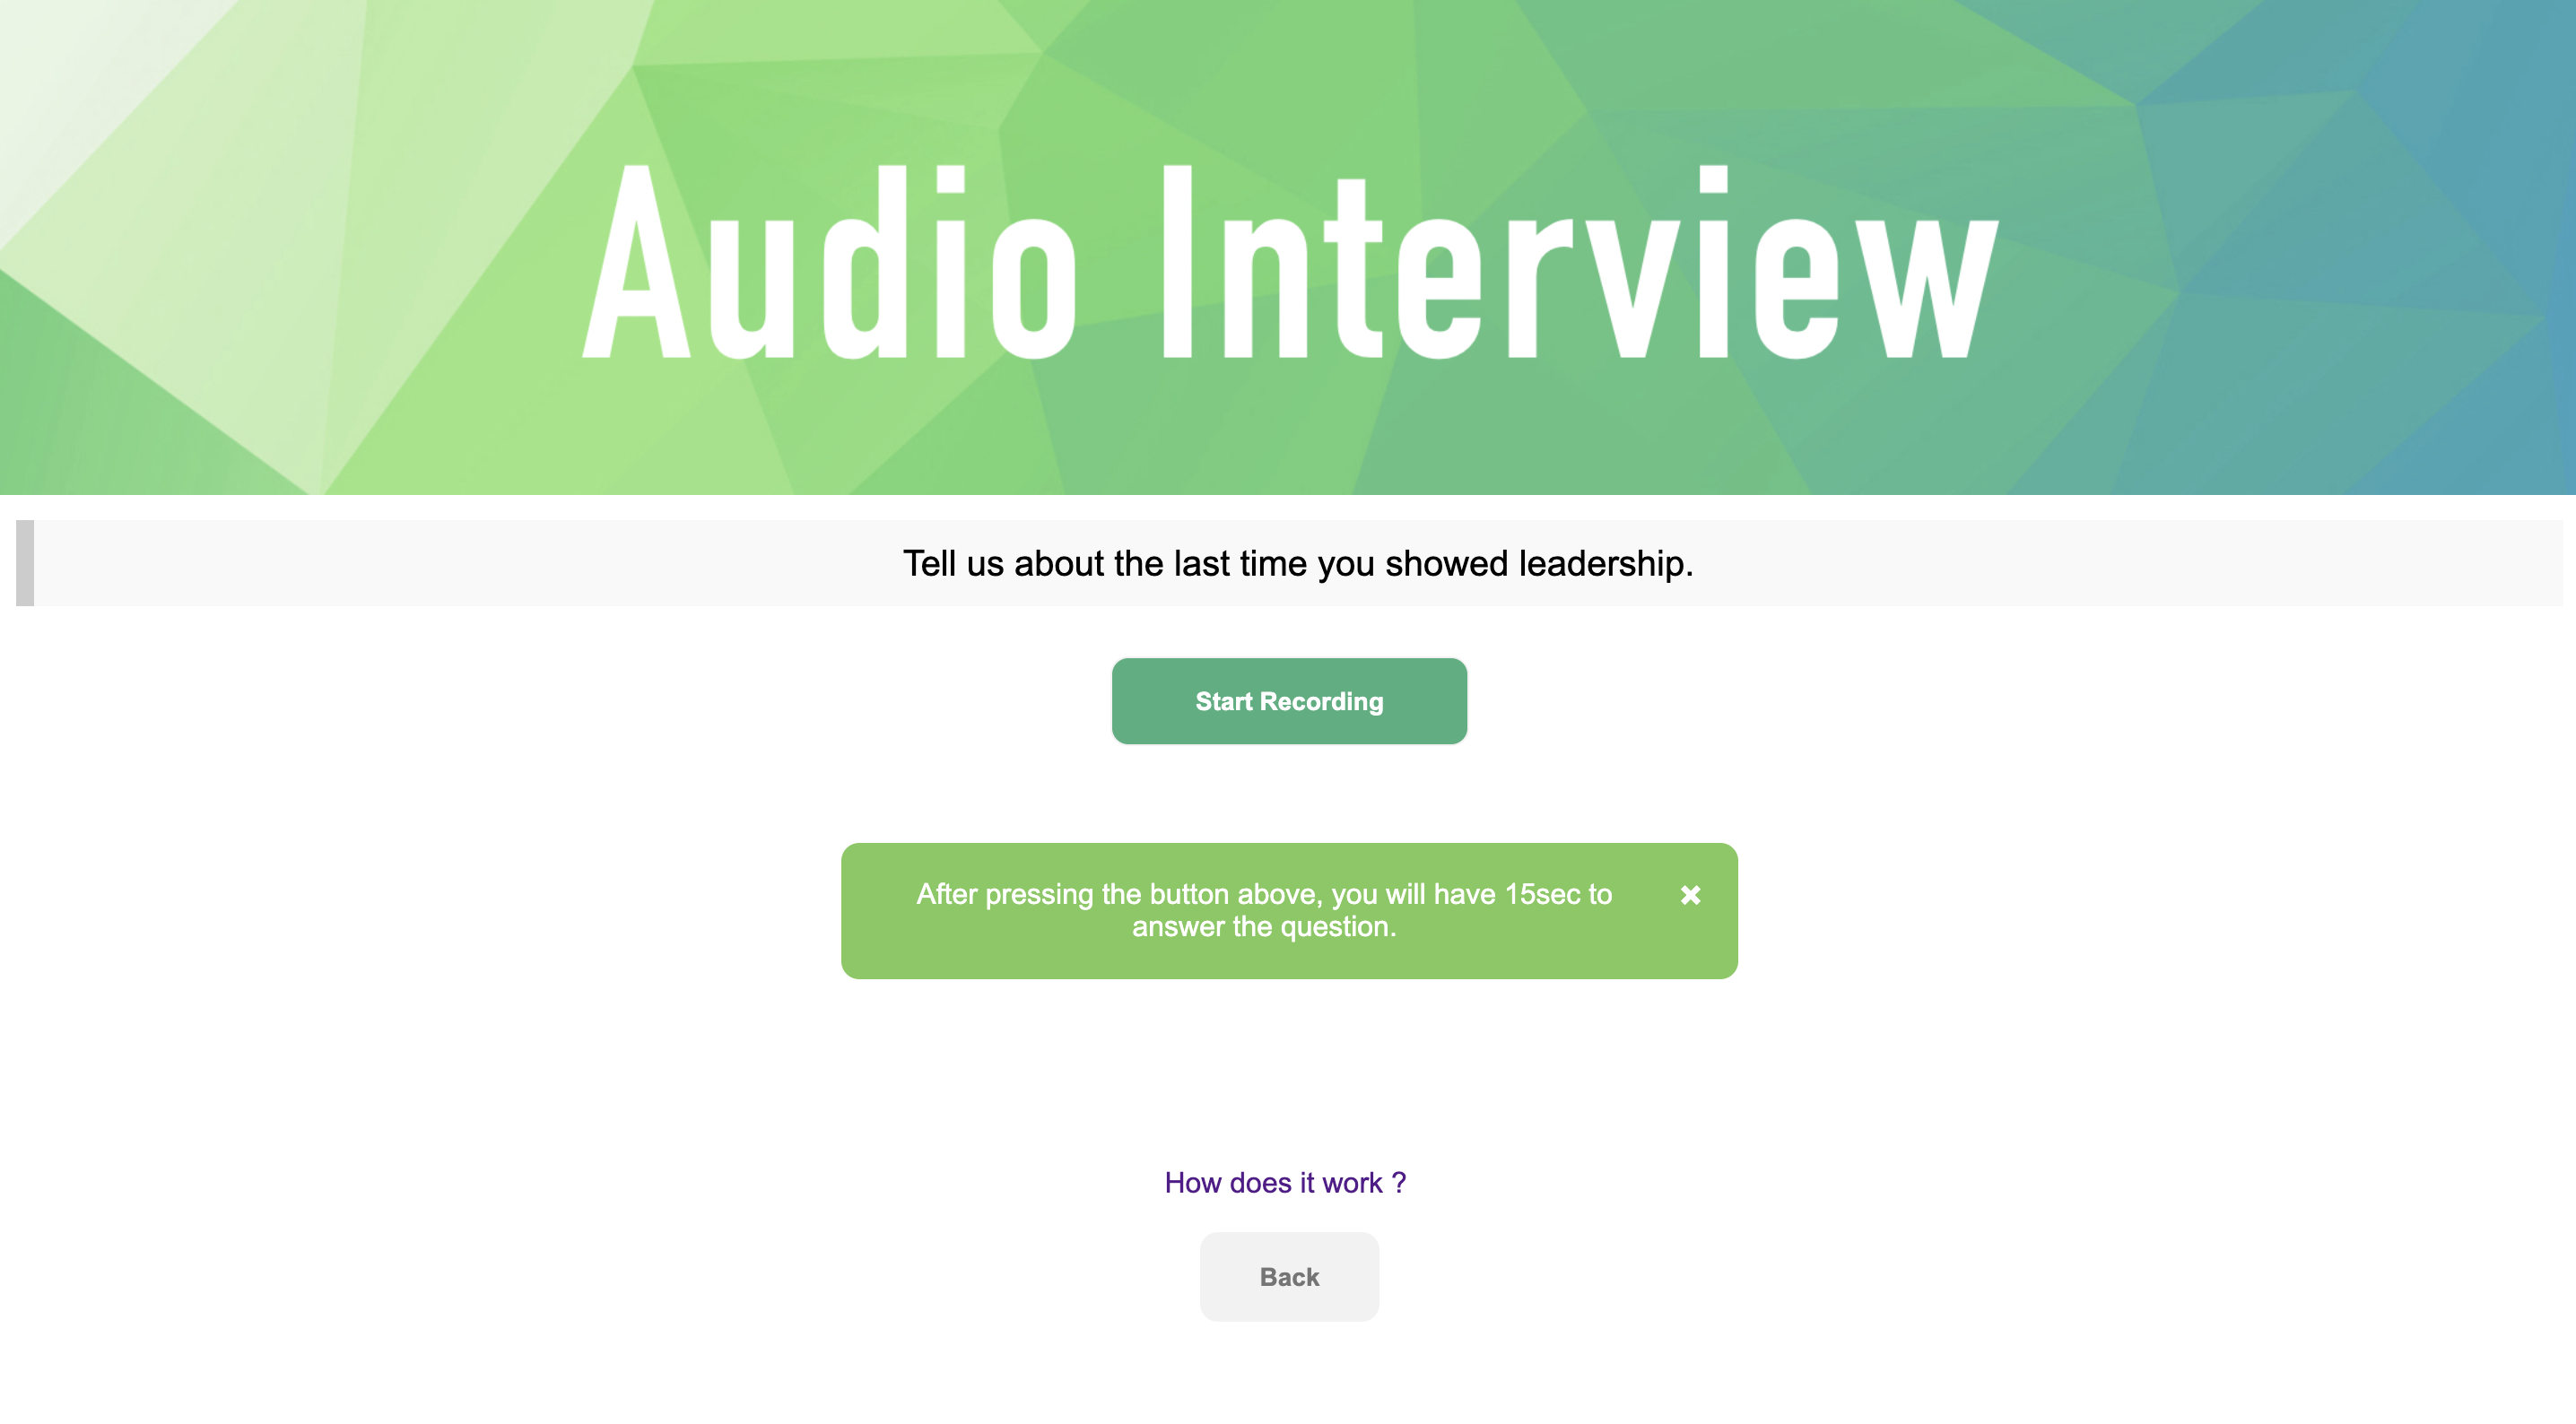 Audio Interview
Tell us about the last time you showed leadership.
Start Recording
After pressing the button above, you will have 15sec to
answer the question.
How does it work ?
Back